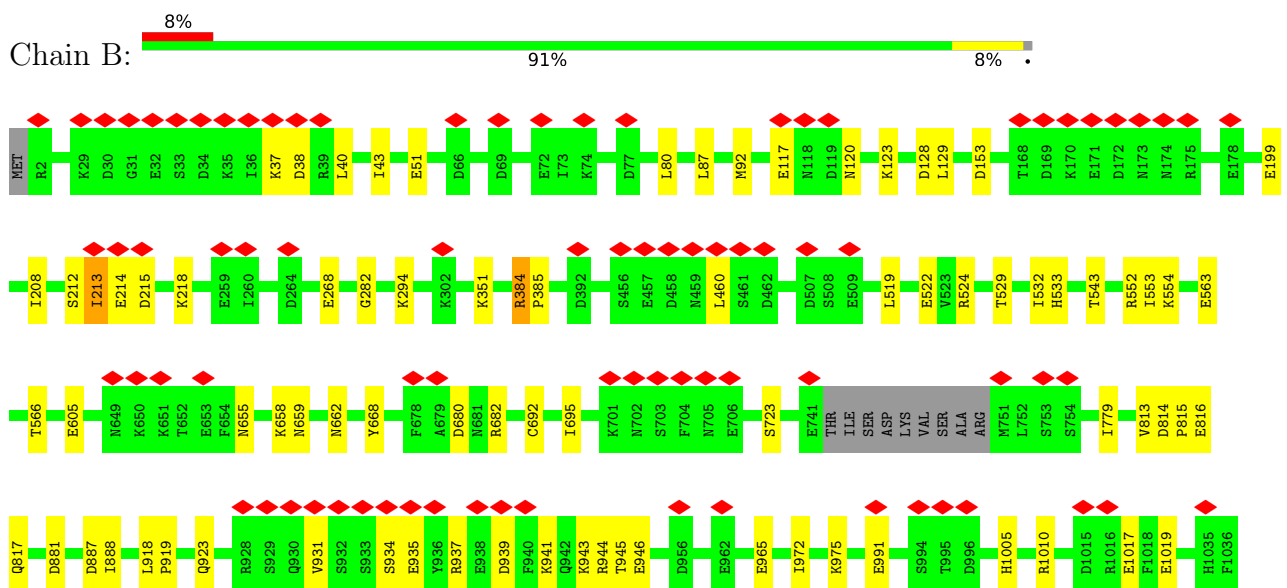 8%
Chain B:
91% 8% •
MET R2 K29 D30 G31 E32 S33 D34 K35 I36 K37 D38 R39 L40 I43 E51 D66 D69 E72 I73 K74 D77 L80 L87 M92 E117 N118 D119 N120 K123 D128 L129 D153 T168 D169 K170 E171 D172 N173 N174 R175 E178 E199
I208 S212 I213 E214 D215 K218 E259 I260 D264 E268 G282 K294 K302 K351 R384 P385 D392 S456 E457 D458 N459 L460 S461 D462 D507 S508 E509 L519 E522 V523 R524 T529 I532 H533 T543 R552 I553 K554 E563
T566 E605 N649 K650 K651 T652 E653 F654 N655 K658 N659 N662 Y668 F678 A679 D680 N681 R682 C692 I695 K701 N702 S703 F704 N705 E706 S723 E741 THR ILE SER ASP LYS VAL SER ALA ARG M751 L752 S753 S754 I779 V813 D814 P815 E816
Q817 D881 D887 I888 L918 P919 Q923 R928 S929 Q930 V931 S932 S933 S934 E935 Y936 R937 E938 D939 F940 K941 Q942 K943 R944 T945 E946 D956 E962 E965 I972 K975 E991 S994 T995 D996 H1005 R1010 D1015 R1016 E1017 F1018 E1019 H1035 F1036